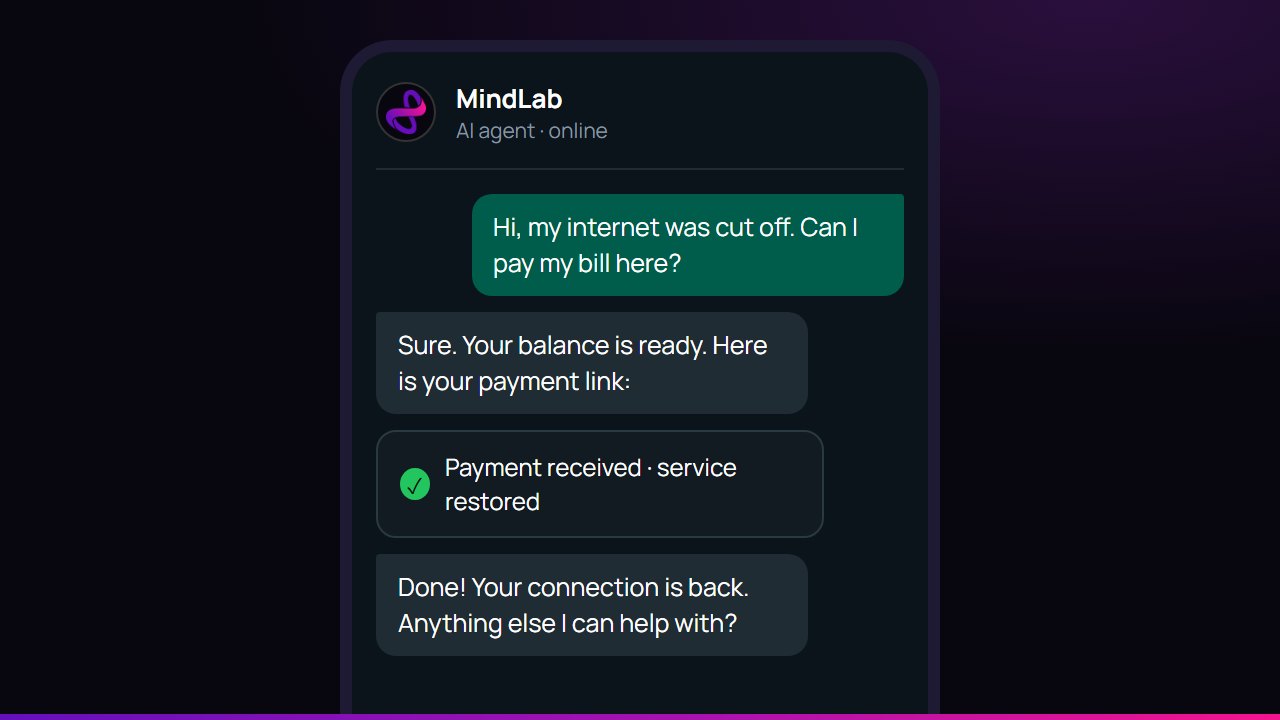 MindLab
AI agent · online
Hi, my internet was cut off. Can I
pay my bill here?
Sure. Your balance is ready. Here
is your payment link:
Payment received · service
restored
Done! Your connection is back.
Anything else I can help with?